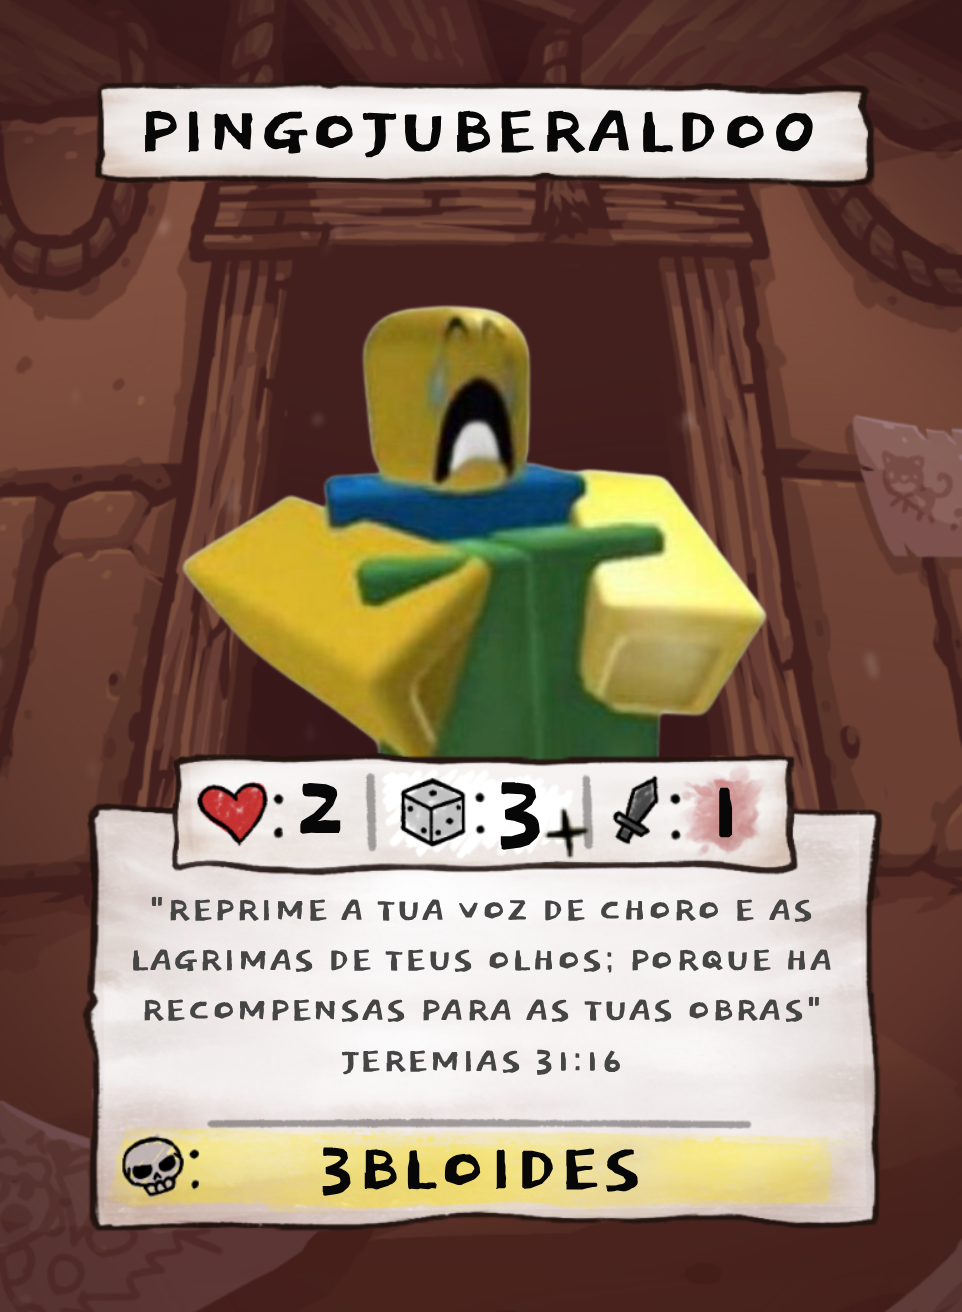 PINGOJUBERALDOO
: 2 | : 3+ | : 1
"REPRIME A TUA VOZ DE CHORO E AS
LAGRIMAS DE TEUS OLHOS; PORQUE HA
RECOMPENSAS PARA AS TUAS OBRAS"
JEREMIAS 31:16
: 3BLOIDES